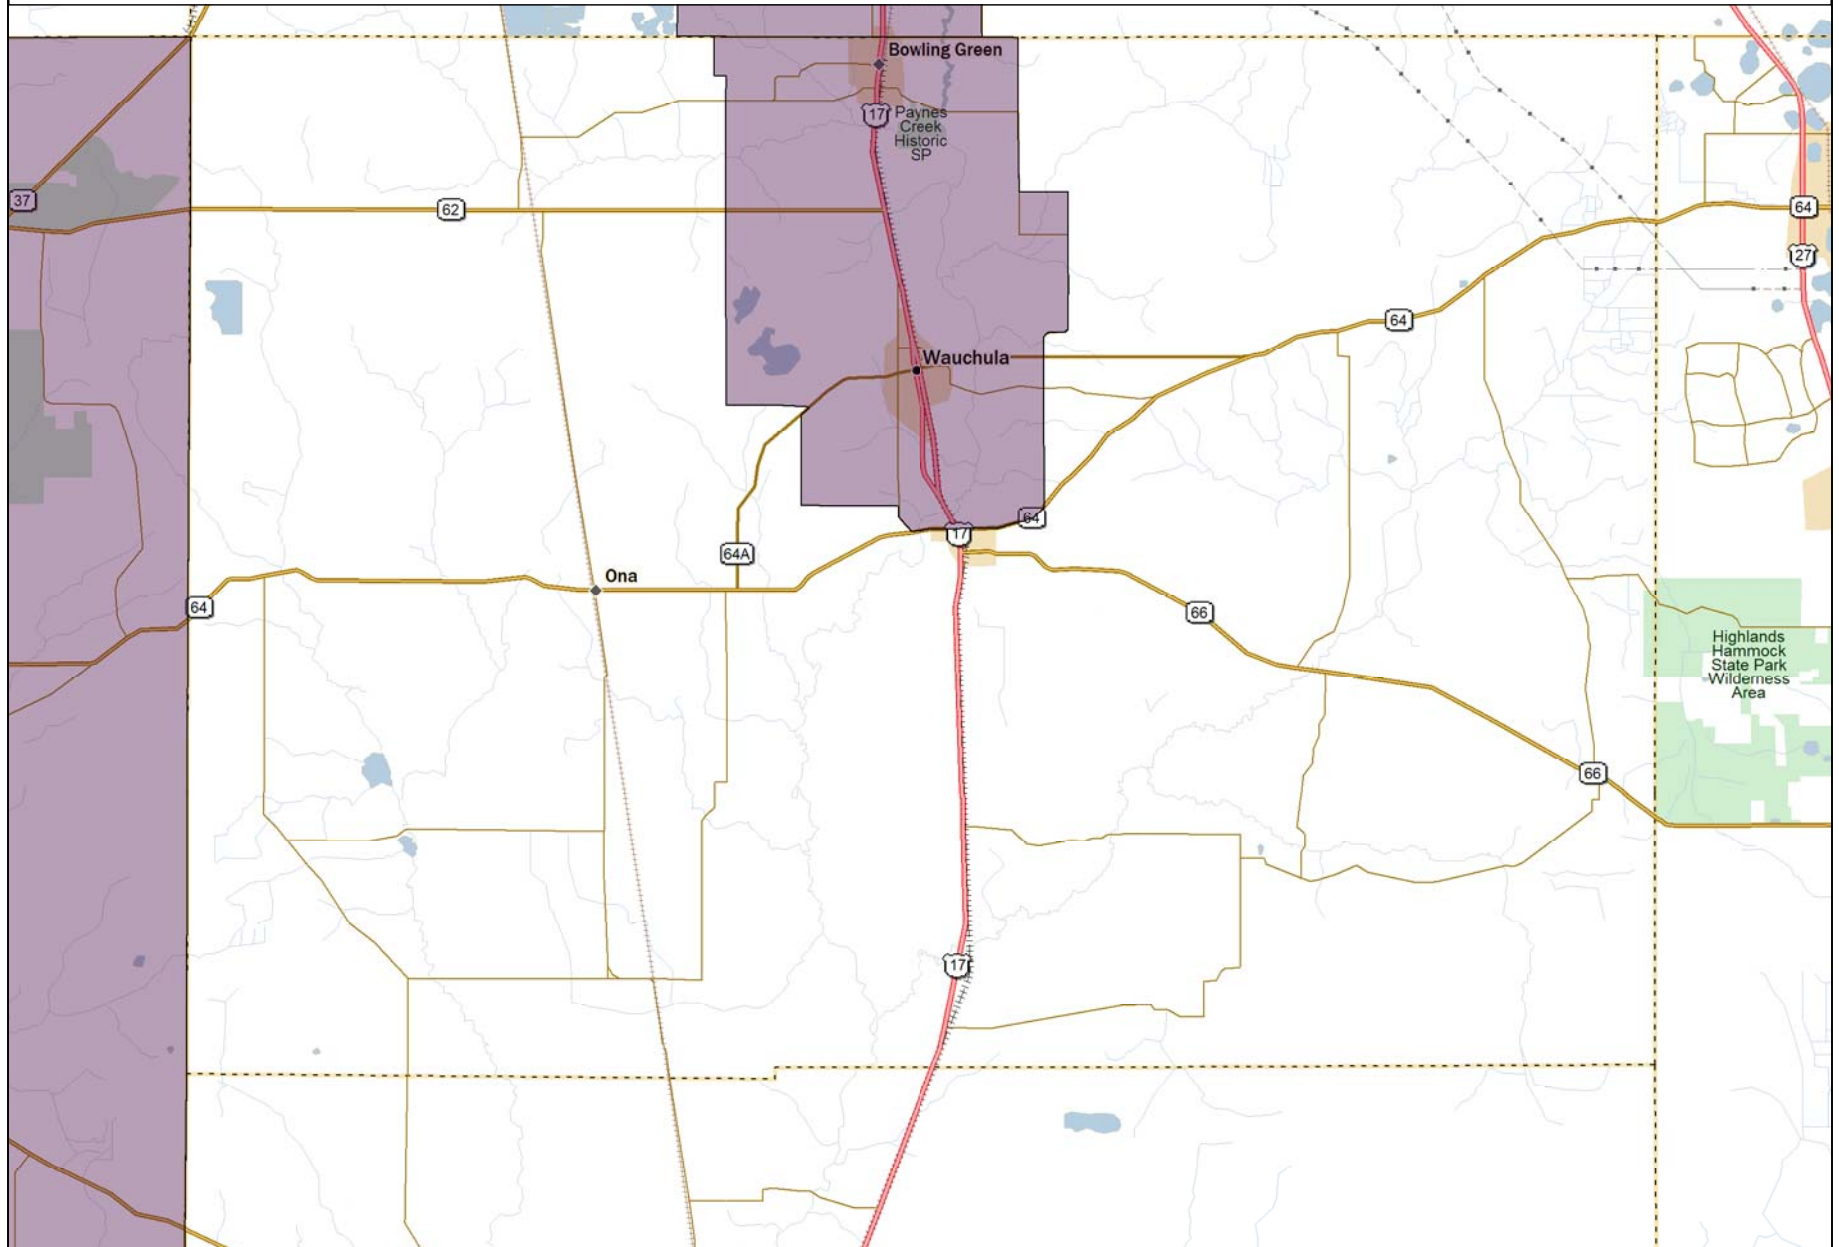 Bowling Green
17
Paynes
Creek
Historic
SP
37
62
64
27
64
Wauchula
64
17
64A
Ona
64
66
Highlands
Hammock
State Park
Wilderness
Area
66
17